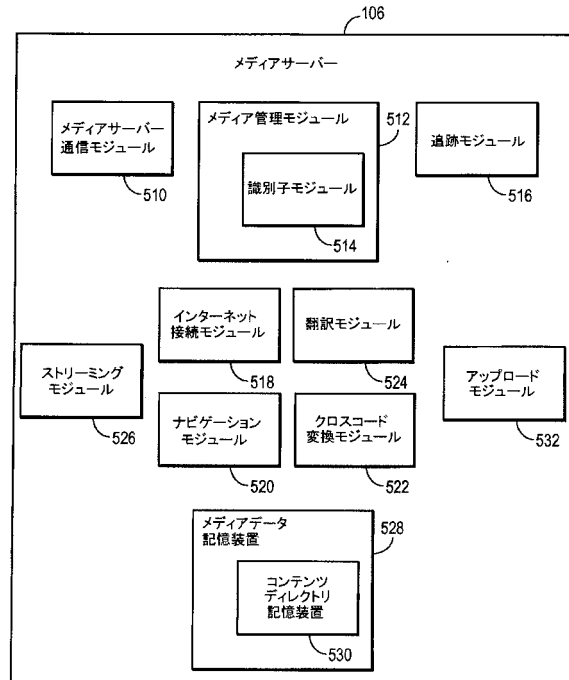 106
メディアサーバー
メディアサーバー
通信モジュール
510
メディア管理モジュール
512
識別子モジュール
514
追跡モジュール
516
インターネット
接続モジュール
518
翻訳モジュール
524
ストリーミング
モジュール
526
ナビゲーション
モジュール
520
クロスコード
変換モジュール
522
アップロード
モジュール
532
メディアデータ
記憶装置
528
コンテンツ
ディレクトリ
記憶装置
530